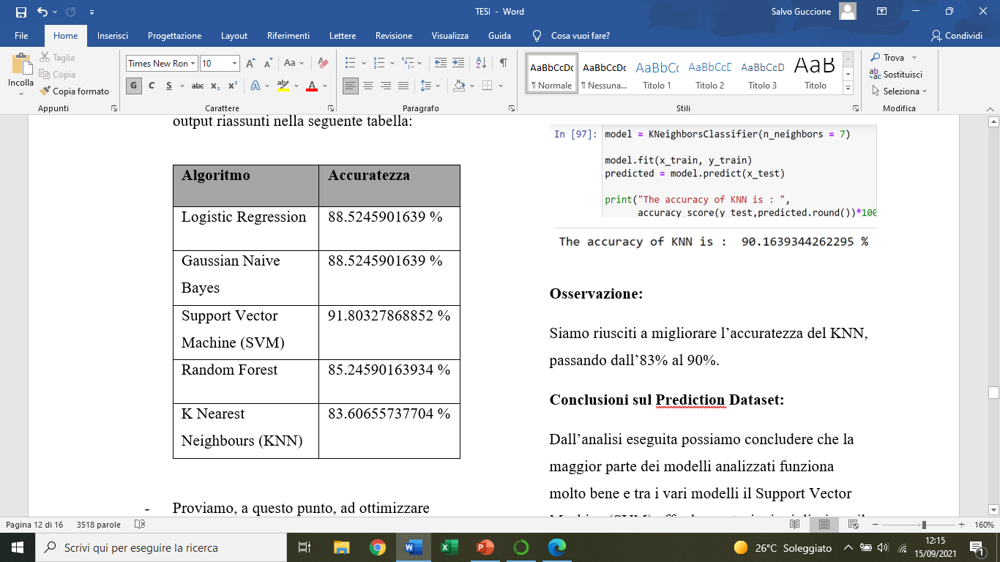 TESI - Word
Salvo Guccione
File
Home
Inserisci
Progettazione
Layout
Riferimenti
Lettere
Revisione
Visualizza
Guida
Cosa vuoi fare?
Condividi
Incolla
Taglia
Copia
Copia formato
Appunti
Times New Ron
10
Aa
G C S abc x₂ x²
Carattere
Paragrafo
AaBbCcDc
¶ Normale
AaBbCcDc
¶ Nessuna...
AaBbCc
Titolo 1
AaBbCcE
Titolo 2
AaBbCcD
Titolo 3
AaB
Titolo
Stili
Trova
Sostituisci
Seleziona
Modifica
output riassunti nella seguente tabella:
Algoritmo Accuratezza
Logistic Regression 88.5245901639 %
Gaussian Naive Bayes 88.5245901639 %
Support Vector Machine (SVM) 91.80327868852 %
Random Forest 85.24590163934 %
K Nearest Neighbours (KNN) 83.60655737704 %
- Proviamo, a questo punto, ad ottimizzare
In [97]: model = KNeighborsClassifier(n_neighbors = 7)
model.fit(x_train, y_train)
predicted = model.predict(x_test)
print("The accuracy of KNN is : ",
accuracy_score(y_test,predicted.round())*100
The accuracy of KNN is : 90.1639344262295 %
Osservazione:
Siamo riusciti a migliorare l’accuratezza del KNN,
passando dall’83% al 90%.
Conclusioni sul Prediction Dataset:
Dall’analisi eseguita possiamo concludere che la
maggior parte dei modelli analizzati funziona
molto bene e tra i vari modelli il Support Vector
Pagina 12 di 16
3518 parole
160%
Scrivi qui per eseguire la ricerca
26°C Soleggiato
12:15
15/09/2021
1